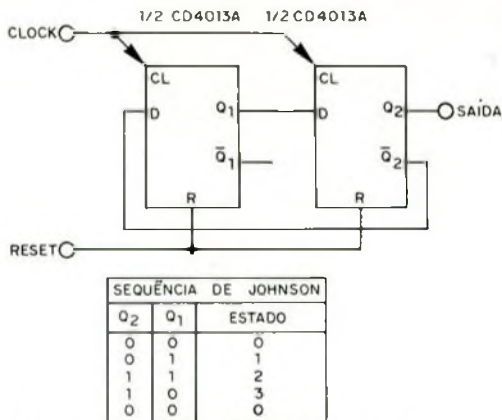 1/2 CD4013A 1/2 CD4013A
CLOCK
CL CL
D Q1 D Q2 SAÍDA
Q̅1 Q̅2
R R
RESET
SEQUÊNCIA DE JOHNSON
Q2 Q1 ESTADO
0 0 0
0 1 1
1 1 2
1 0 3
0 0 0